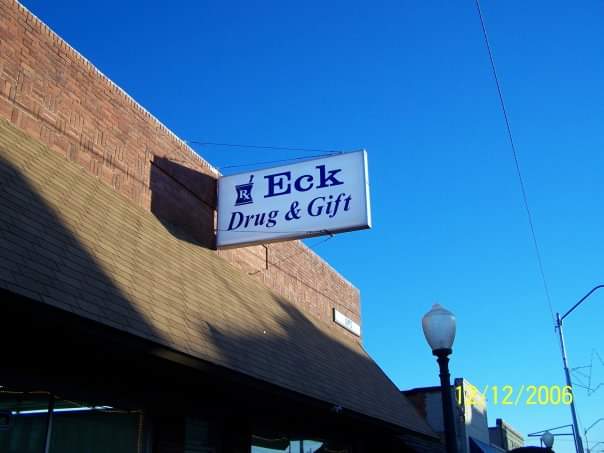 Rx Eck
Drug & Gift
12/12/2006